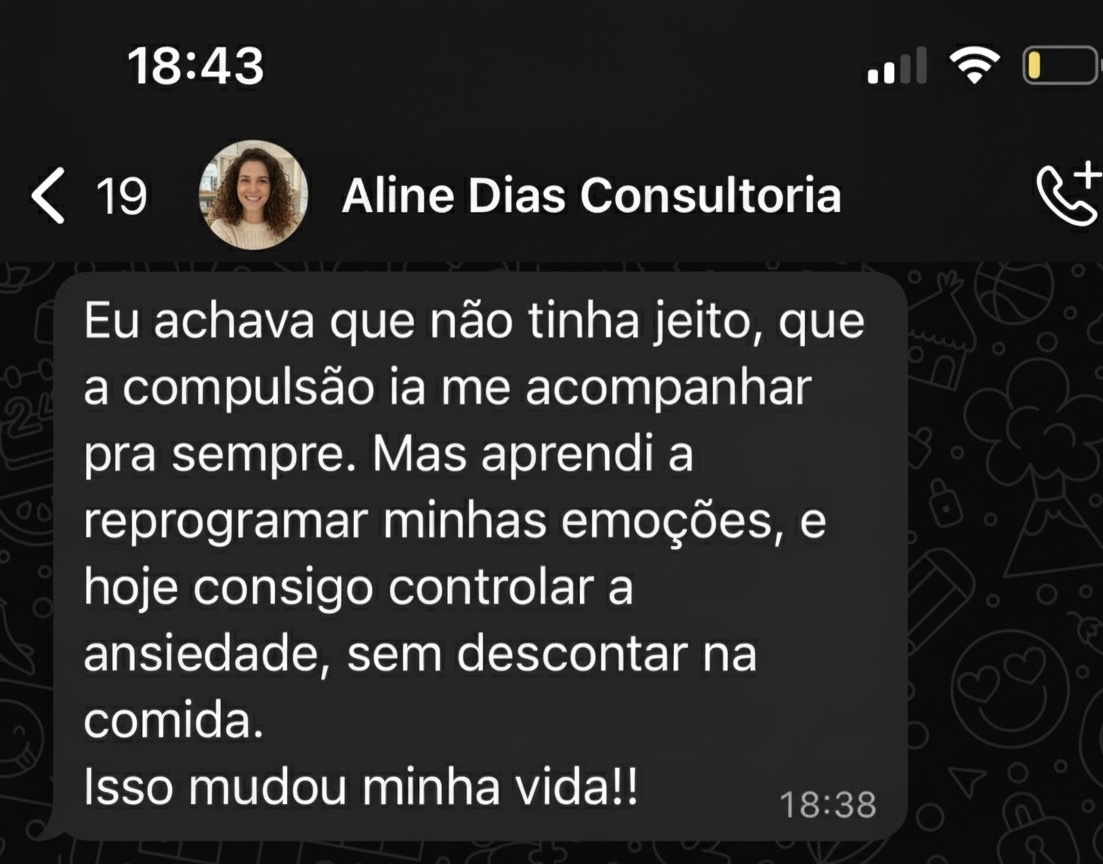 18:43
19
Aline Dias Consultoria
Eu achava que não tinha jeito, que
a compulsão ia me acompanhar
pra sempre. Mas aprendi a
reprogramar minhas emoções, e
hoje consigo controlar a
ansiedade, sem descontar na
comida.
Isso mudou minha vida!!
18:38